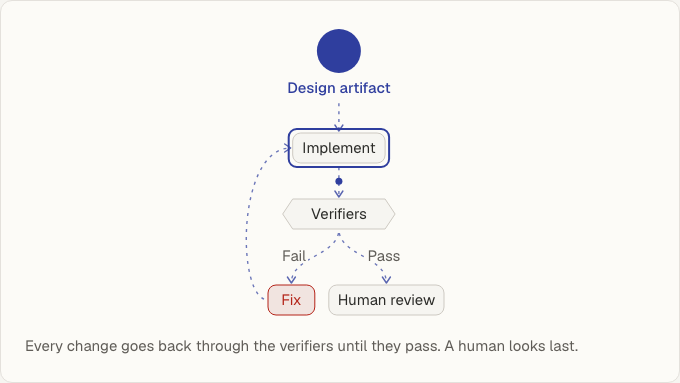 Design artifact
Implement
Verifiers
Fail
Pass
Fix
Human review
Every change goes back through the verifiers until they pass. A human looks last.